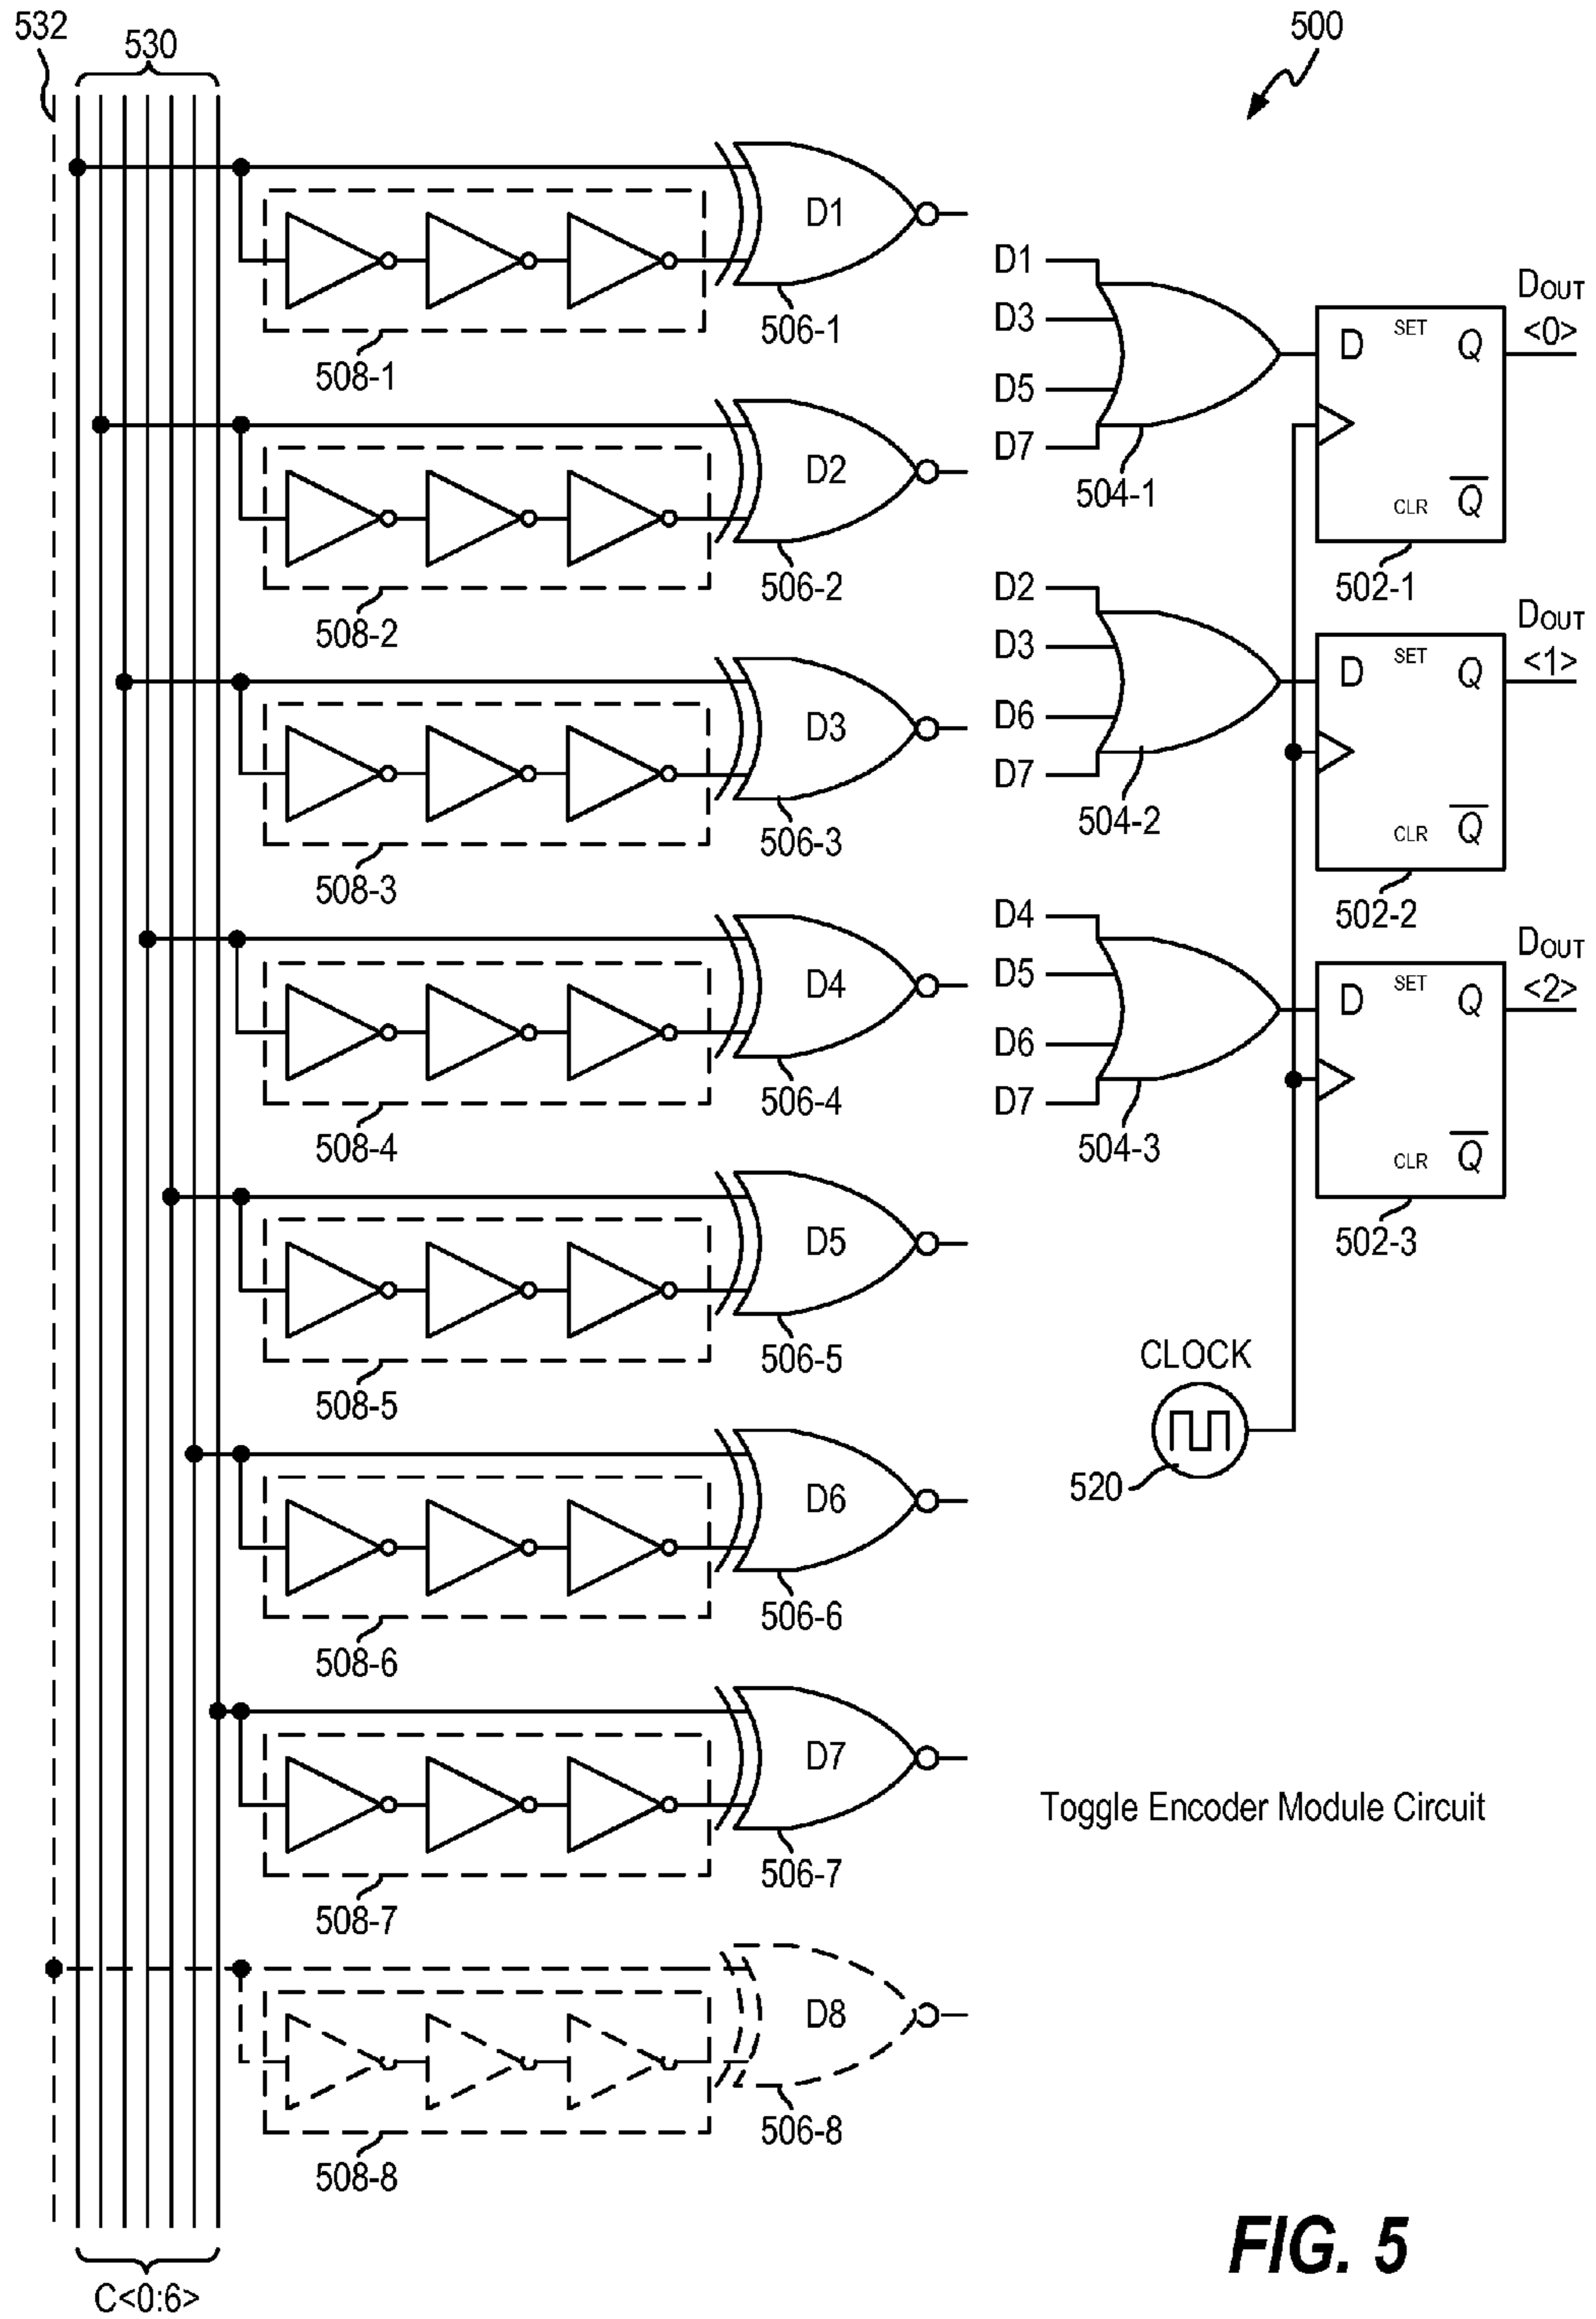 532
530
500
D1
506-1
508-1
D2
506-2
508-2
D3
506-3
508-3
D4
506-4
508-4
D5
506-5
508-5
D6
506-6
508-6
D7
506-7
508-7
D8
506-8
508-8
C<0:6>
D1
D3
D5
D7
504-1
D SET Q
CLR Q
502-1
DOUT
<0>
D2
D3
D6
D7
504-2
D SET Q
CLR Q
502-2
DOUT
<1>
D4
D5
D6
D7
504-3
D SET Q
CLR Q
502-3
DOUT
<2>
CLOCK
520
Toggle Encoder Module Circuit
FIG. 5